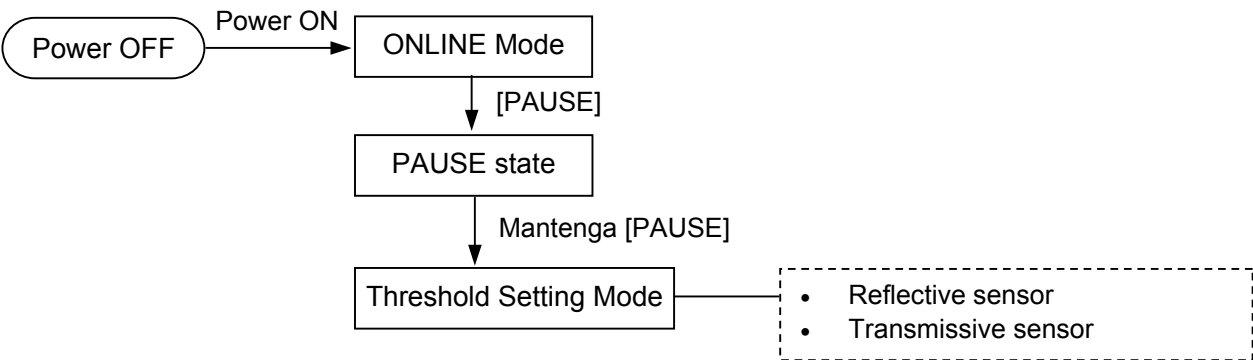 Power OFF
Power ON
ONLINE Mode
[PAUSE]
PAUSE state
Mantenga [PAUSE]
Threshold Setting Mode
• Reflective sensor
• Transmissive sensor